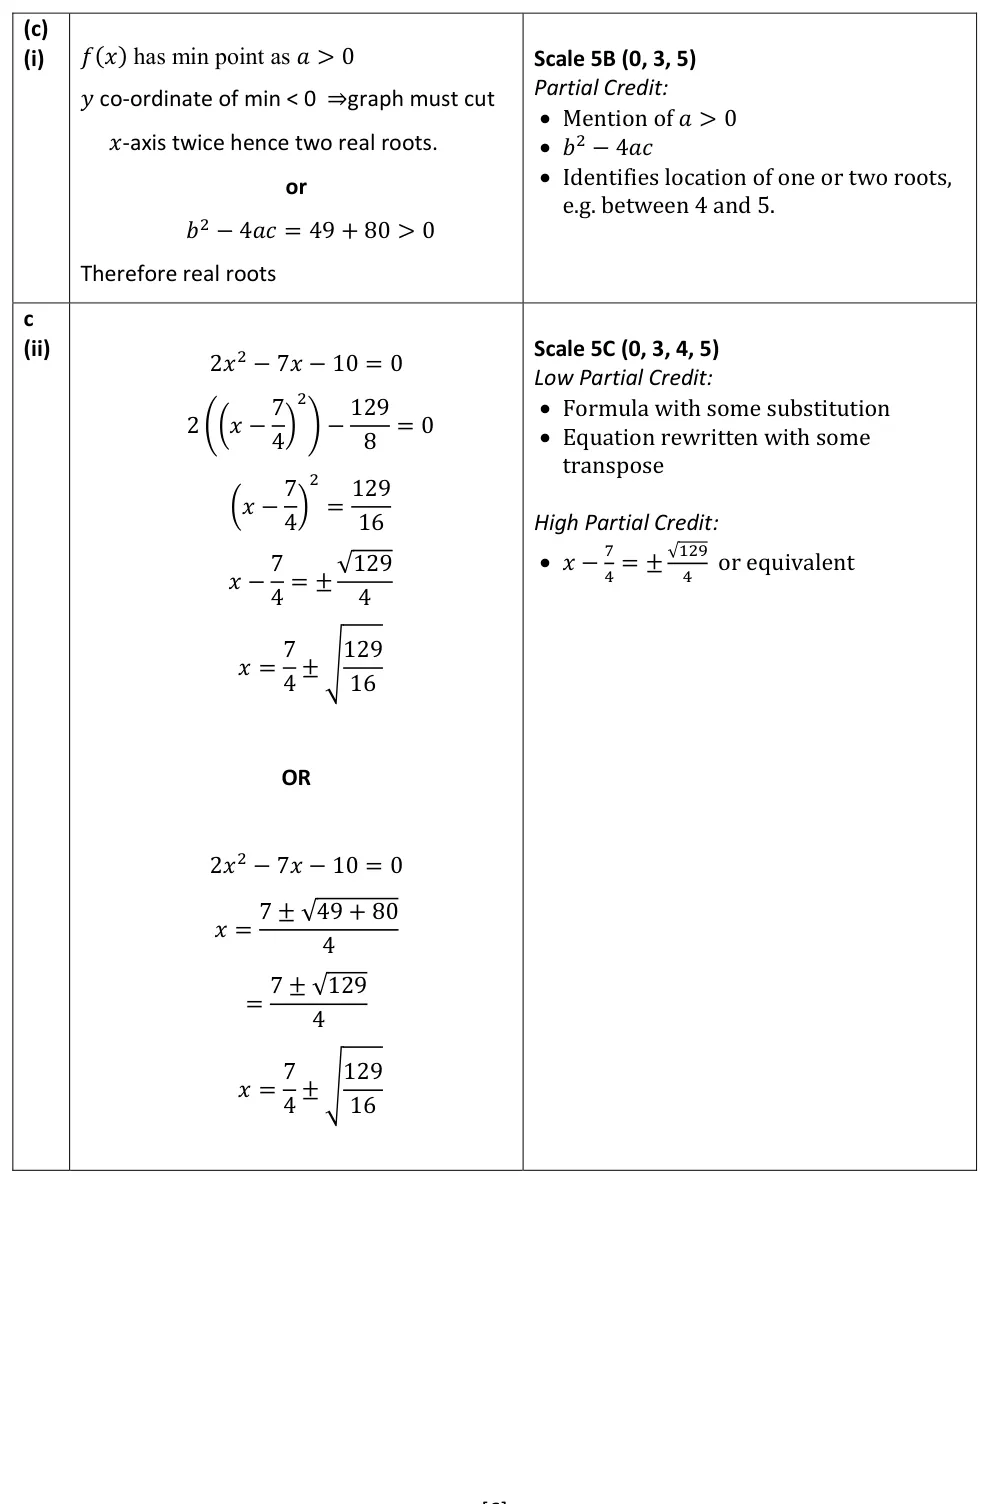 (c)
(i)
f(x) has min point as a > 0
y co-ordinate of min < 0 ⇒graph must cut
x-axis twice hence two real roots.
or
b² − 4ac = 49 + 80 > 0
Therefore real roots
Scale 5B (0, 3, 5)
Partial Credit:
• Mention of a > 0
• b² − 4ac
• Identifies location of one or two roots,
e.g. between 4 and 5.
c
(ii)
2x² − 7x − 10 = 0
2((x − 7/4)²) − 129/8 = 0
(x − 7/4)² = 129/16
x − 7/4 = ± √129/4
x = 7/4 ± √(129/16)
OR
2x² − 7x − 10 = 0
x = (7 ± √(49 + 80))/4
= (7 ± √129)/4
x = 7/4 ± √(129/16)
Scale 5C (0, 3, 4, 5)
Low Partial Credit:
• Formula with some substitution
• Equation rewritten with some
transpose
High Partial Credit:
• x − 7/4 = ± √129/4 or equivalent